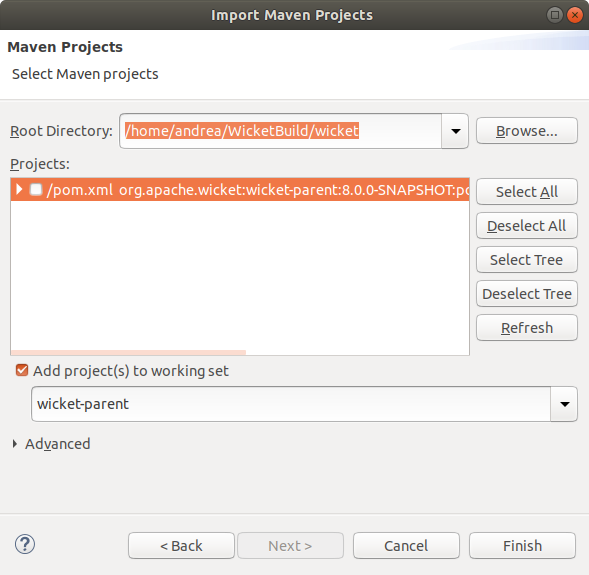 Import Maven Projects
Maven Projects
Select Maven projects
Root Directory: /home/andrea/WicketBuild/wicket Browse...
Projects:
/pom.xml org.apache.wicket:wicket-parent:8.0.0-SNAPSHOT:po
Select All
Deselect All
Select Tree
Deselect Tree
Refresh
Add project(s) to working set
wicket-parent
Advanced
? < Back Next > Cancel Finish